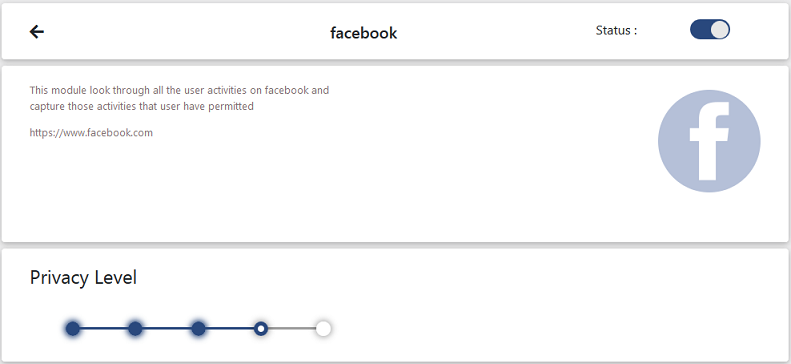 facebook
Status :
This module look through all the user activities on facebook and
capture those activities that user have permitted
https://www.facebook.com
f
Privacy Level